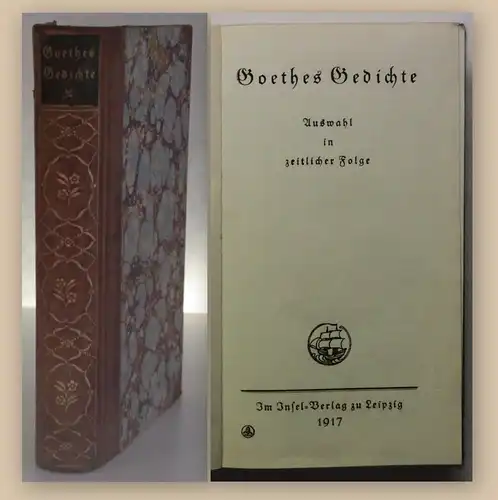 Goethes
Gedichte
Goethes Gedichte
Auswahl
in
zeitlicher Folge
Im Insel-Verlag zu Leipzig
1917